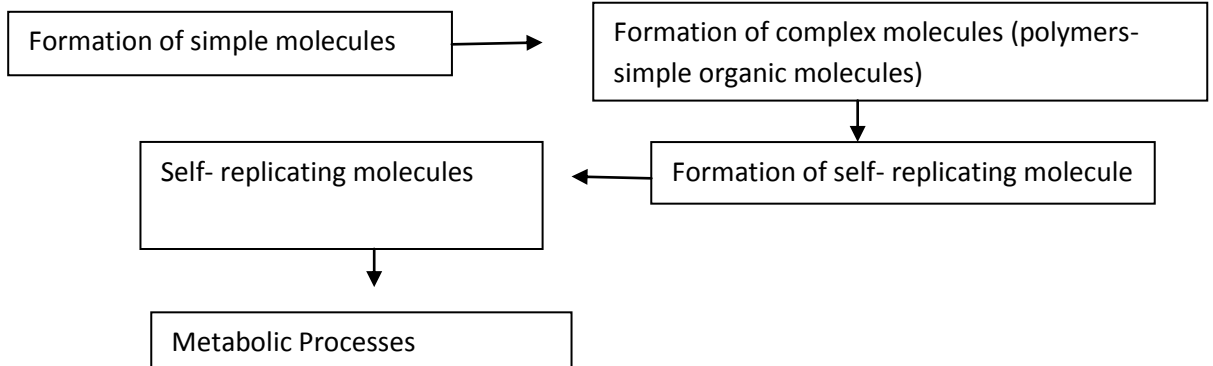 Formation of simple molecules
Formation of complex molecules (polymers-
simple organic molecules)
Formation of self- replicating molecule
Self- replicating molecules
Metabolic Processes